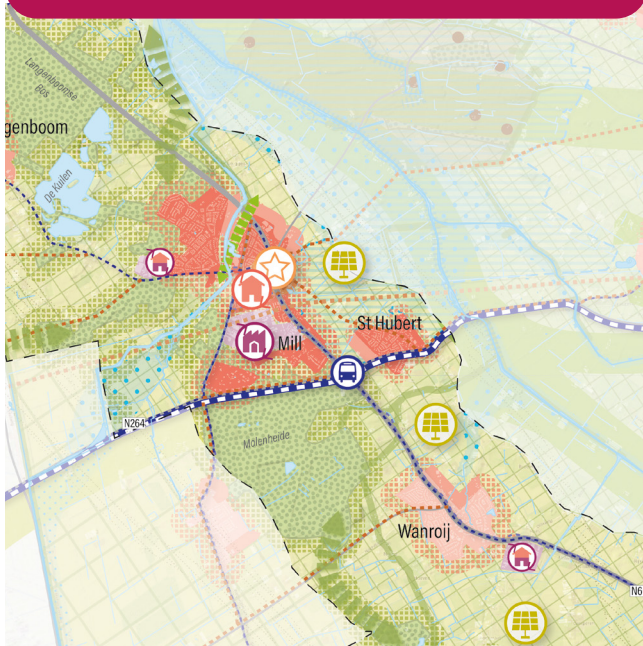 Langenboomse
Bos
genboom
De Kuilen
St Hubert
Mill
N264
Molenheide
Wanroij
N6